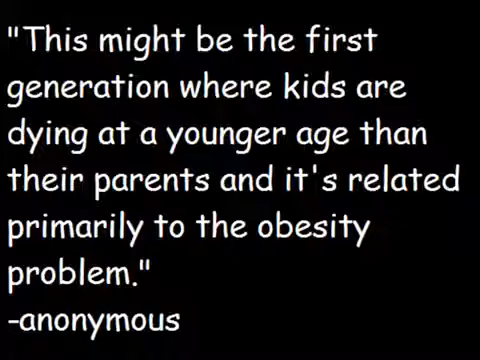 "This might be the first
generation where kids are
dying at a younger age than
their parents and it's related
primarily to the obesity
problem."
-anonymous